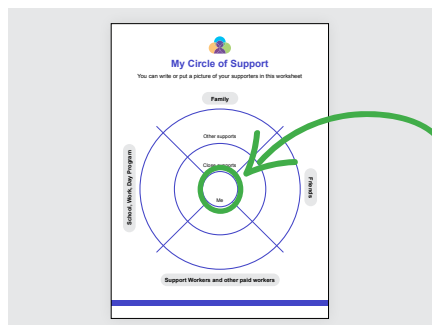 My Circle of Support
You can write or put a picture of your supporters in this worksheet
Family
Other supports
Close supports
Me
School, Work, Day Program
Friends
Support Workers and other paid workers